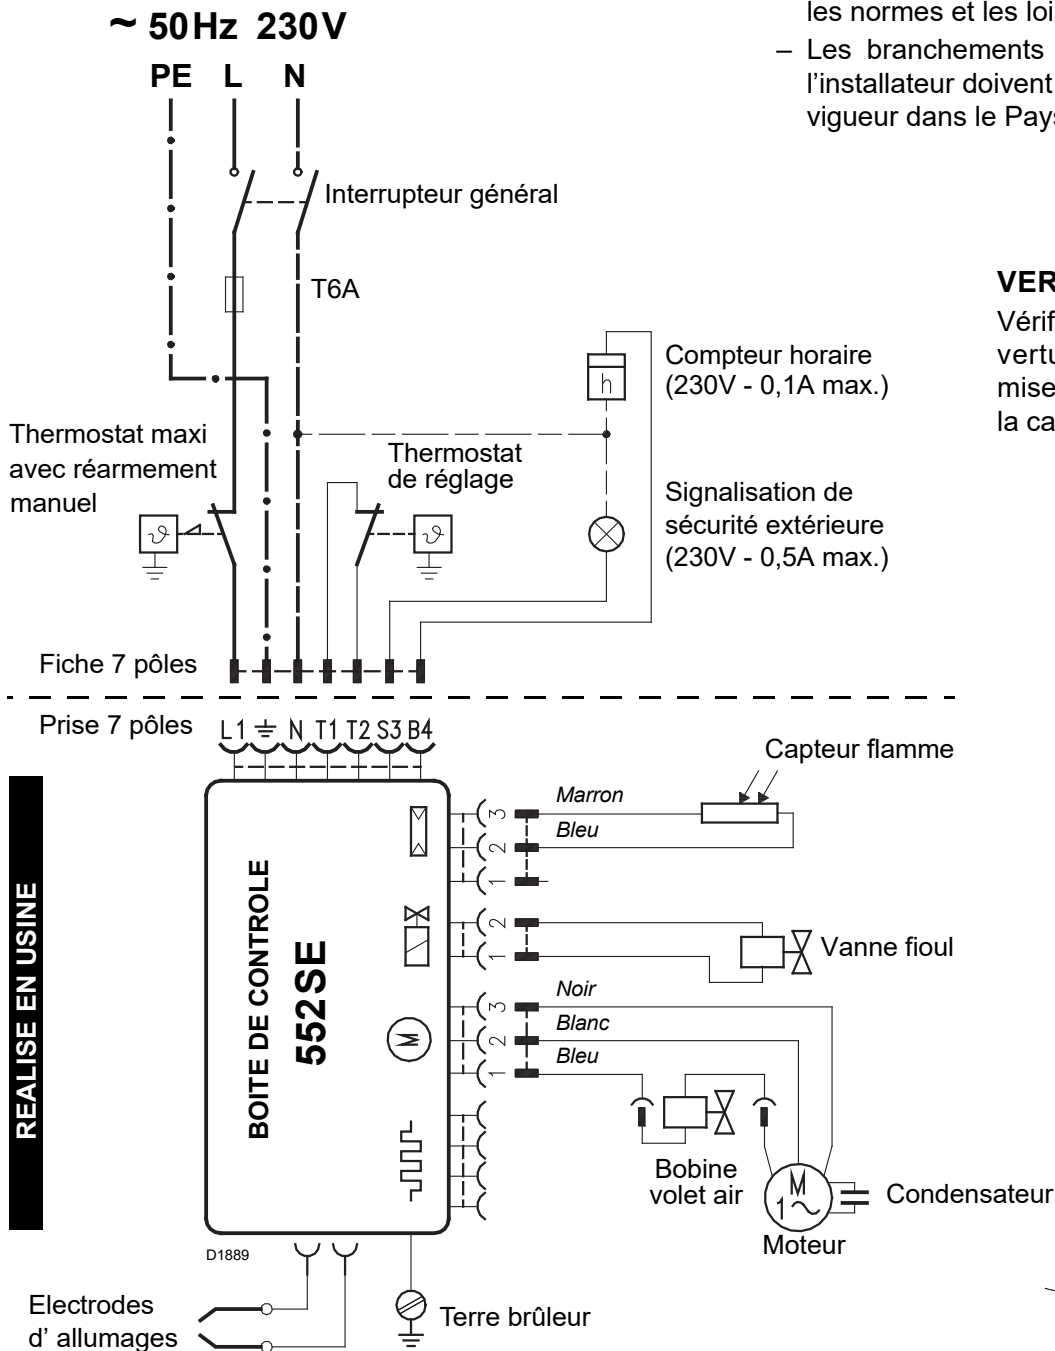 ~ 50Hz 230V
PE L N
les normes et les loi
– Les branchements
l’installateur doivent
vigueur dans le Pays
Interrupteur général
T6A
VER
Vérif
vertu
mise
la ca
Compteur horaire
(230V - 0,1A max.)
h
Thermostat maxi
avec réarmement
manuel
Thermostat
de réglage
Signalisation de
sécurité extérieure
(230V - 0,5A max.)
ϑ
ϑ
Fiche 7 pôles
Prise 7 pôles
L1 N T1 T2 S3 B4
REALISE EN USINE
BOITE DE CONTROLE
552SE
Capteur flamme
3 Marron
2 Bleu
1
2
1
Vanne fioul
3 Noir
2 Blanc
1 Bleu
M
Bobine
volet air
M
1 ~
Condensateur
Moteur
D1889
Electrodes
d’ allumages
Terre brûleur